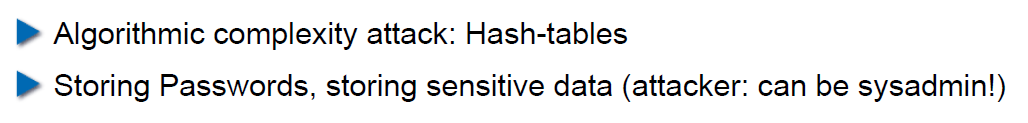 Algorithmic complexity attack: Hash-tables
Storing Passwords, storing sensitive data (attacker: can be sysadmin!)